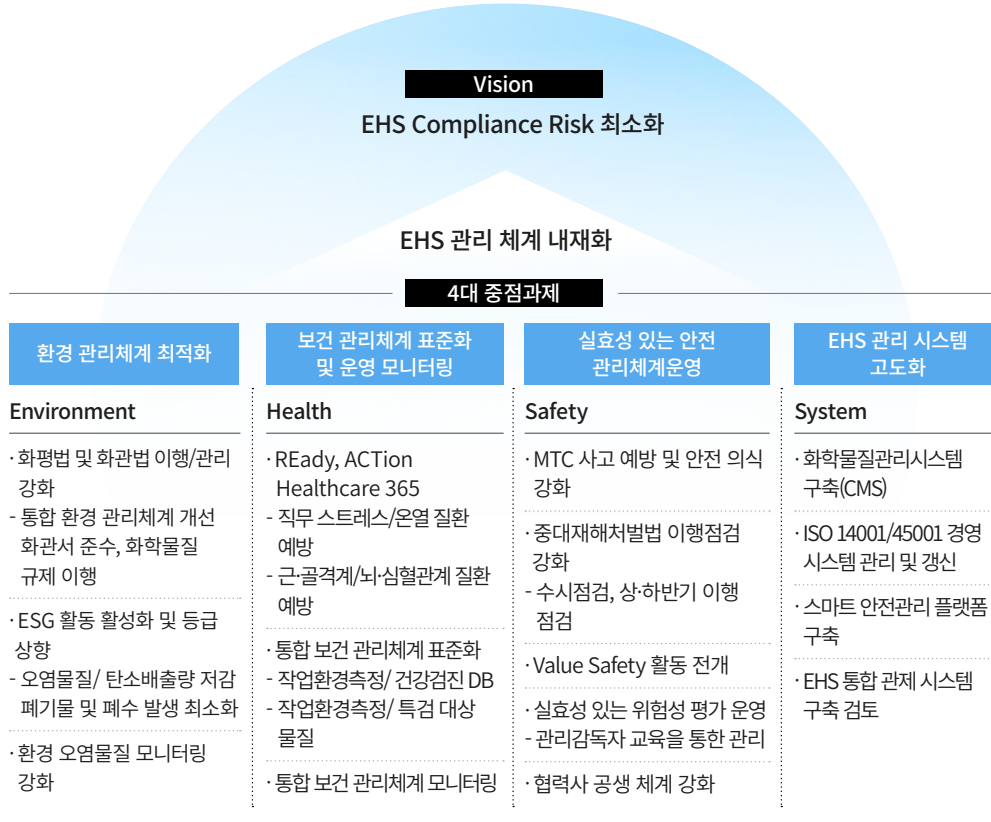 Vision
EHS Compliance Risk 최소화
EHS 관리 체계 내재화
4대 중점과제
환경 관리체계 최적화
Environment
· 화평법 및 화관법 이행/관리
강화
- 통합 환경 관리체계 개선
화관서 준수, 화학물질
규제 이행
· ESG 활동 활성화 및 등급
상향
- 오염물질/ 탄소배출량 저감
폐기물 및 폐수 발생 최소화
· 환경 오염물질 모니터링
강화
보건 관리체계 표준화
및 운영 모니터링
Health
· REady, ACTion
Healthcare 365
- 직무 스트레스/온열 질환
예방
- 근·골격계/뇌·심혈관계 질환
예방
· 통합 보건 관리체계 표준화
- 작업환경측정/ 건강검진 DB
- 작업환경측정/ 특검 대상
물질
· 통합 보건 관리체계 모니터링
실효성 있는 안전
관리체계운영
Safety
· MTC 사고 예방 및 안전 의식
강화
· 중대재해처벌법 이행점검
강화
- 수시점검, 상·하반기 이행
점검
· Value Safety 활동 전개
· 실효성 있는 위험성 평가 운영
- 관리감독자 교육을 통한 관리
· 협력사 공생 체계 강화
EHS 관리 시스템
고도화
System
· 화학물질관리시스템
구축(CMS)
· ISO 14001/45001 경영
시스템 관리 및 갱신
· 스마트 안전관리 플랫폼
구축
· EHS 통합 관제 시스템
구축 검토